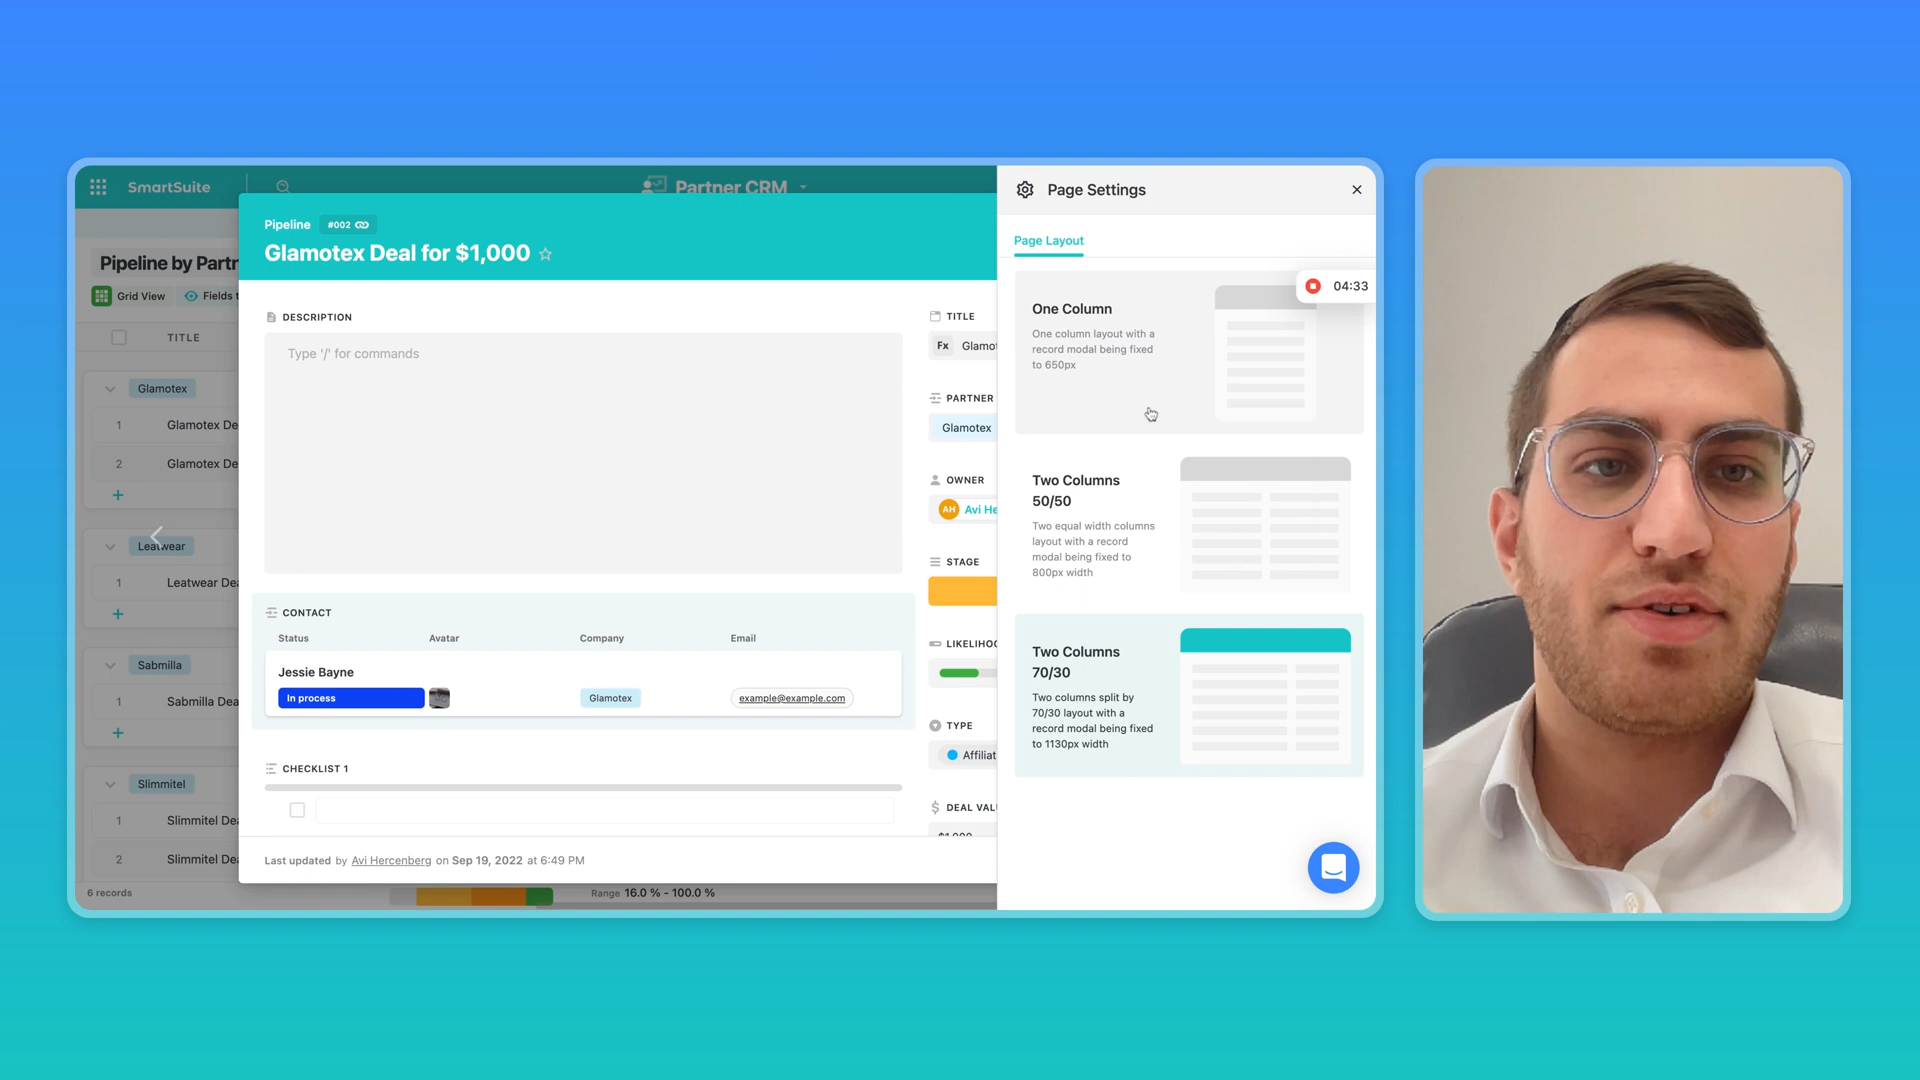 SmartSuite
Partner CRM
Pipeline by Partr
Grid View
Fields t
TITLE
Glamotex
1
Glamotex De
2
Glamotex De
+
Leatwear
1
Leatwear Dea
+
Sabmilla
1
Sabmilla Dea
+
Slimmitel
1
Slimmitel Dea
2
Slimmitel Dea
6 records
Range 16.0 % - 100.0 %
Pipeline
#002
Glamotex Deal for $1,000
DESCRIPTION
Type '/' for commands
CONTACT
Status Avatar Company Email
Jessie Bayne
In process
Glamotex
example@example.com
CHECKLIST 1
Last updated by Avi Hercenberg on Sep 19, 2022 at 6:49 PM
TITLE
Fx Glamot
PARTNER
Glamotex
OWNER
AH Avi He
STAGE
LIKELIHOO
TYPE
Affiliat
$ DEAL VALU
$1,000
Page Settings
Page Layout
04:33
One Column
One column layout with a
record modal being fixed
to 650px
Two Columns
50/50
Two equal width columns
layout with a record
modal being fixed to
800px width
Two Columns
70/30
Two columns split by
70/30 layout with a
record modal being fixed
to 1130px width